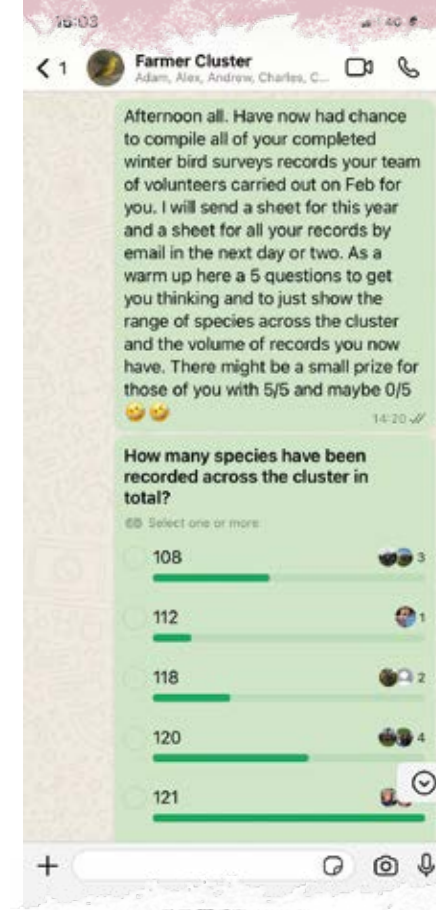 16:03
4G
1
Farmer Cluster
Adam, Alex, Andrew, Charles, C...
Afternoon all. Have now had chance
to compile all of your completed
winter bird surveys records your team
of volunteers carried out on Feb for
you. I will send a sheet for this year
and a sheet for all your records by
email in the next day or two. As a
warm up here a 5 questions to get
you thinking and to just show the
range of species across the cluster
and the volume of records you now
have. There might be a small prize for
those of you with 5/5 and maybe 0/5
🤣🤣
14:20
How many species have been
recorded across the cluster in
total?
Select one or more
108 3
112 1
118 2
120 4
121